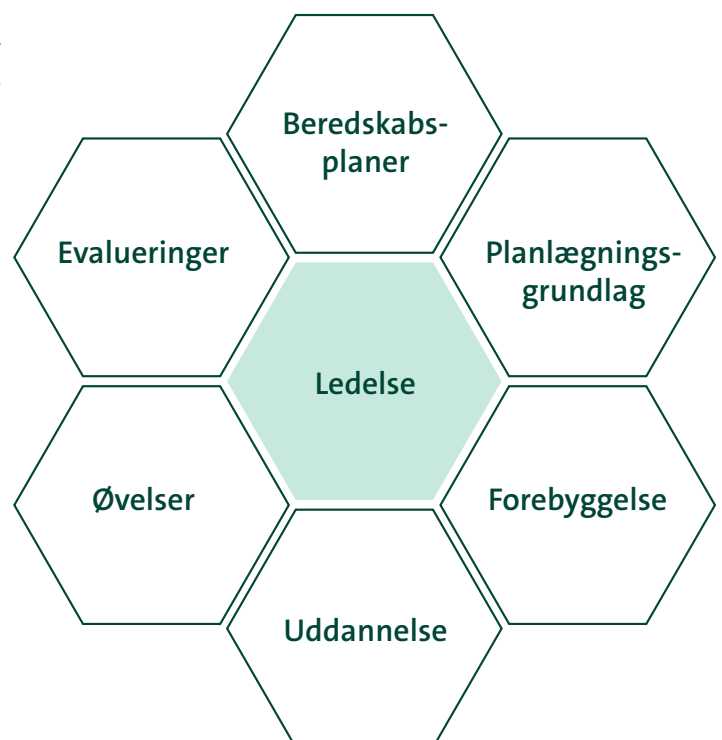 Beredskabs-
planer
Evalueringer
Planlægnings-
grundlag
Ledelse
Øvelser
Forebyggelse
Uddannelse